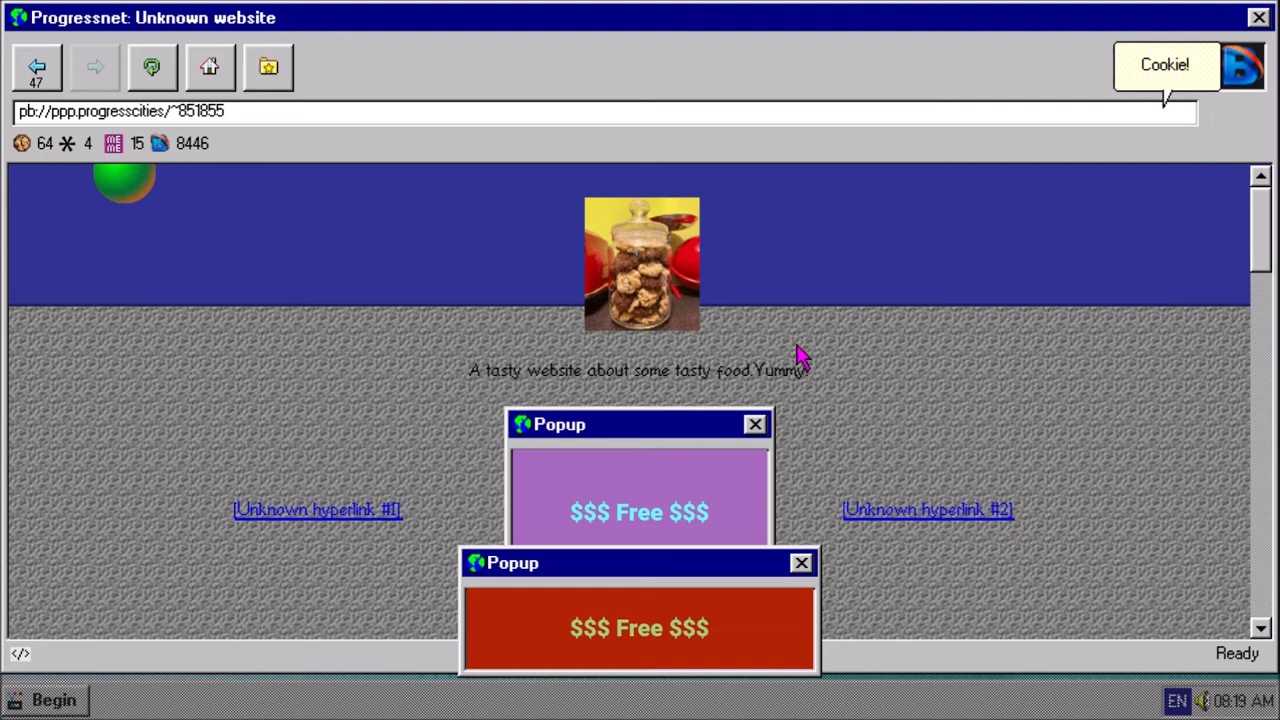 Progressnet: Unknown website
47
Cookie!
pb://ppp.progresscities/~851855
64 4 MEME 15 8446
A tasty website about some tasty food.Yummy!
Popup
$$$ Free $$$
[Unknown hyperlink #1]
[Unknown hyperlink #2]
Popup
$$$ Free $$$
</> Ready
Begin
EN 08:19 AM